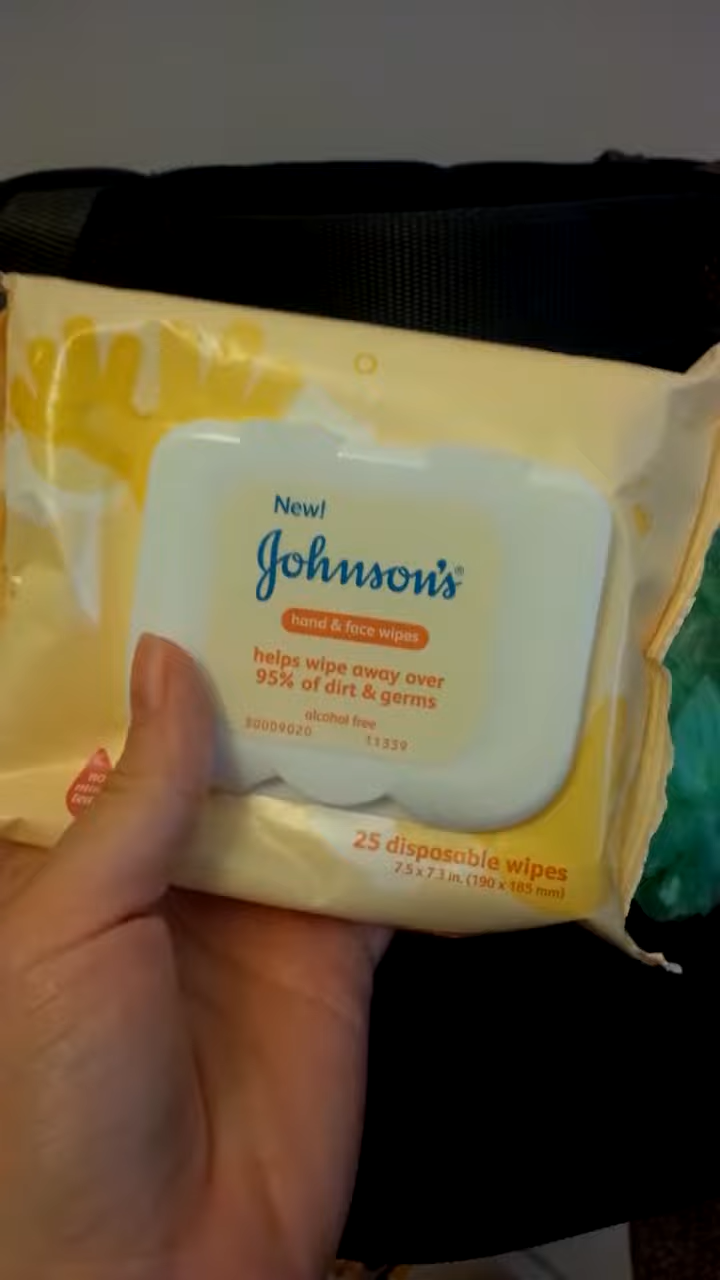 New!
Johnson's®
hand & face wipes
helps wipe away over
95% of dirt & germs
alcohol free
11339
no
25 disposable wipes
7.5 x 7.3 in. (190 x 185 mm)